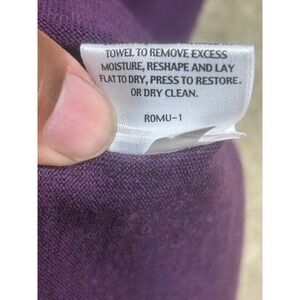 TOWEL TO REMOVE EXCESS
MOISTURE, RESHAPE AND LAY
FLAT TO DRY, PRESS TO RESTORE.
OR DRY CLEAN.
R0MU-1